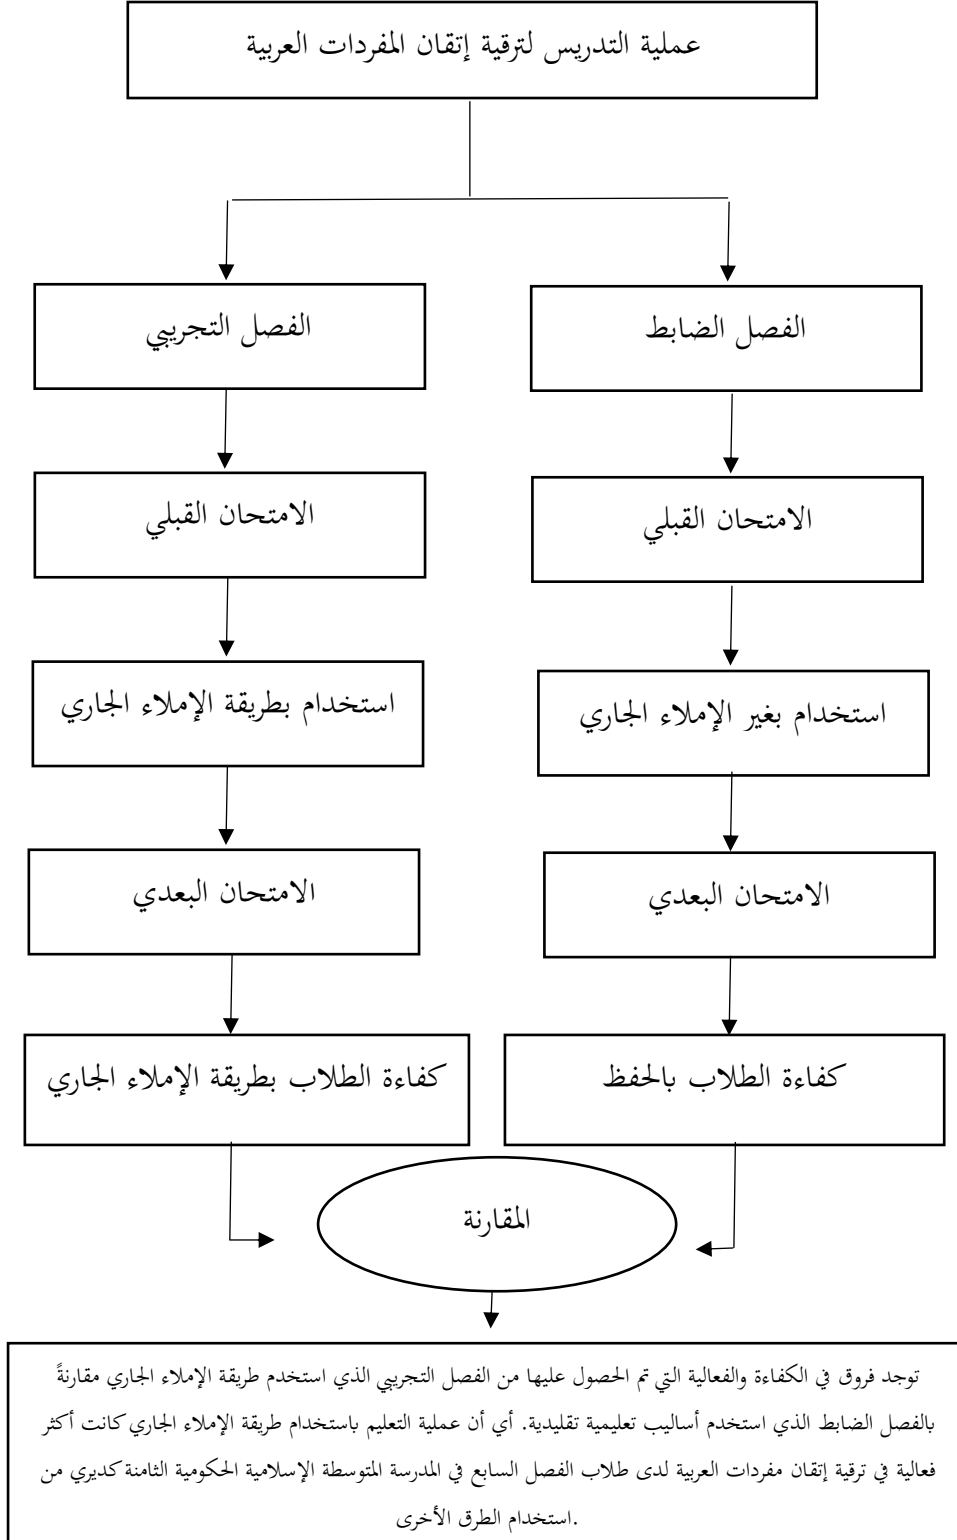 عملية التدريس لترقية إتقان المفردات العربية
الفصل الضابط
الفصل التجريبي
الامتحان القبلي
الامتحان القبلي
استخدام بغير الإملاء الجاري
استخدام بطريقة الإملاء الجاري
الامتحان البعدي
الامتحان البعدي
كفاءة الطلاب بالحفظ
كفاءة الطلاب بطريقة الإملاء الجاري
المقارنة
توجد فروق في الكفاءة والفعالية التي تم الحصول عليها من الفصل التجريبي الذي استخدم طريقة الإملاء الجاري مقارنةً
بالفصل الضابط الذي استخدم أساليب تعليمية تقليدية. أي أن عملية التعليم باستخدام طريقة الإملاء الجاري كانت أكثر
فعالية في ترقية إتقان مفردات العربية لدى طلاب الفصل السابع في المدرسة المتوسطة الإسلامية الحكومية الثامنة كديري من
.استخدام الطرق الأخرى